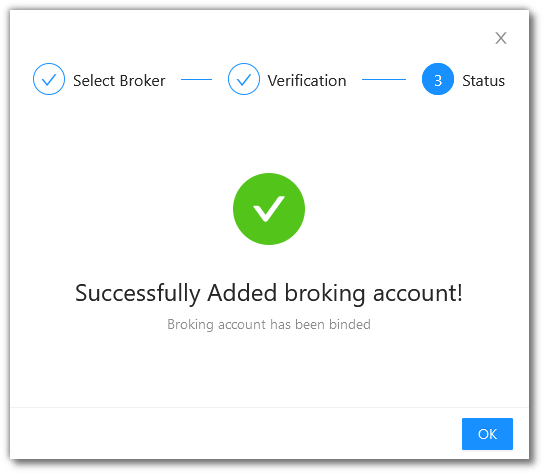 Select Broker
Verification
3 Status
Successfully Added broking account!
Broking account has been binded
OK